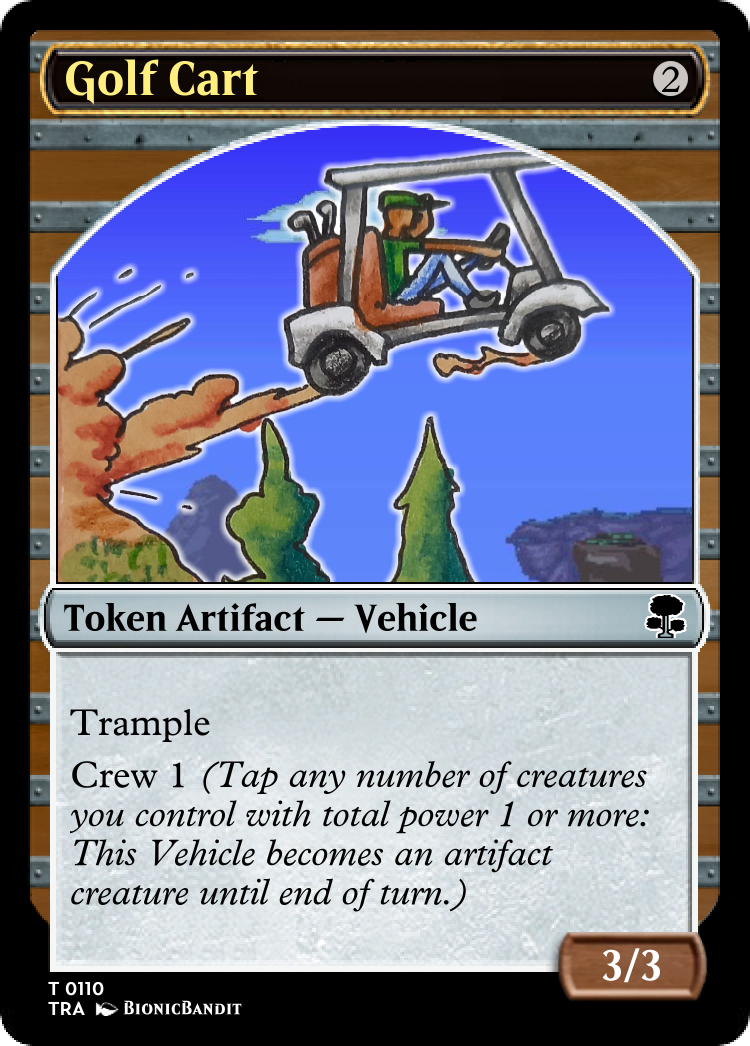 Golf Cart 2
Token Artifact — Vehicle
Trample
Crew 1 (Tap any number of creatures
you control with total power 1 or more:
This Vehicle becomes an artifact
creature until end of turn.)
3/3
T 0110
TRA BionicBandit